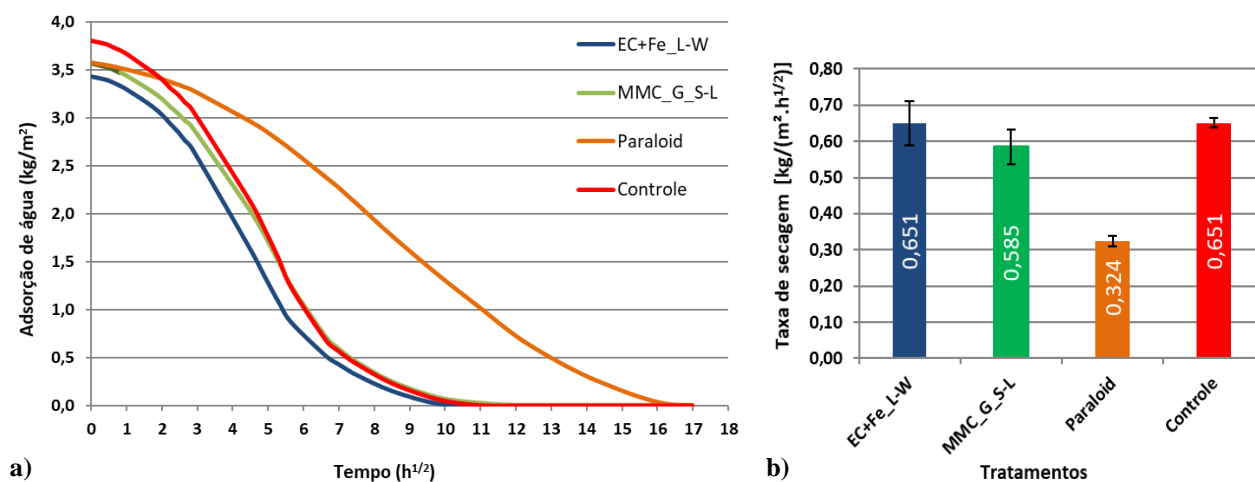 4,0
3,5
3,0
2,5
2,0
1,5
1,0
0,5
0,0
Adsorção de água (kg/m²)
0 1 2 3 4 5 6 7 8 9 10 11 12 13 14 15 16 17 18
Tempo (h^1/2)
EC+Fe_L-W
MMC_G_S-L
Paraloid
Controle
a)
0,80
0,70
0,60
0,50
0,40
0,30
0,20
0,10
0,00
Taxa de secagem [kg/(m².h^1/2)]
0,651
0,585
0,324
0,651
EC+Fe_L-W
MMC_G_S-L
Paraloid
Controle
Tratamentos
b)